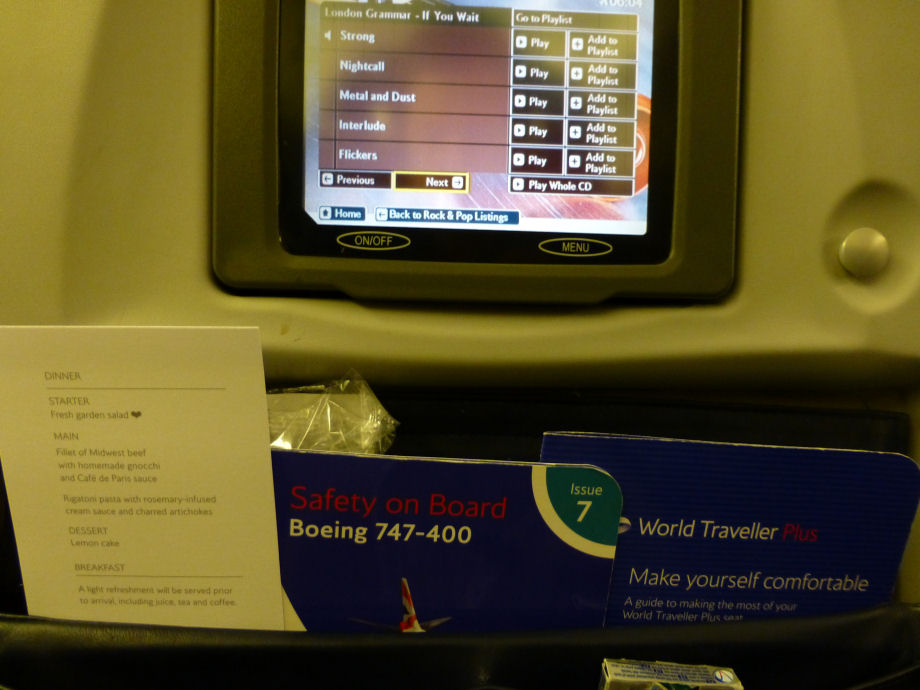 06:04
London Grammar - If You Wait
Go to Playlist
Strong
Play
Add to
Playlist
Nightcall
Play
Add to
Playlist
Metal and Dust
Play
Add to
Playlist
Interlude
Play
Add to
Playlist
Flickers
Play
Add to
Playlist
Previous
Next
Play Whole CD
Home
Back to Rock & Pop Listings
ON/OFF
MENU
DINNER
STARTER
Fresh garden salad
MAIN
Fillet of Midwest beef
with homemade gnocchi
and Café de Paris sauce
Rigatoni pasta with rosemary-infused
cream sauce and charred artichokes
DESSERT
Lemon cake
BREAKFAST
A light refreshment will be served prior
to arrival, including juice, tea and coffee.
Safety on Board
Boeing 747-400
Issue
7
World Traveller Plus
Make yourself comfortable
A guide to making the most of your
World Traveller Plus seat